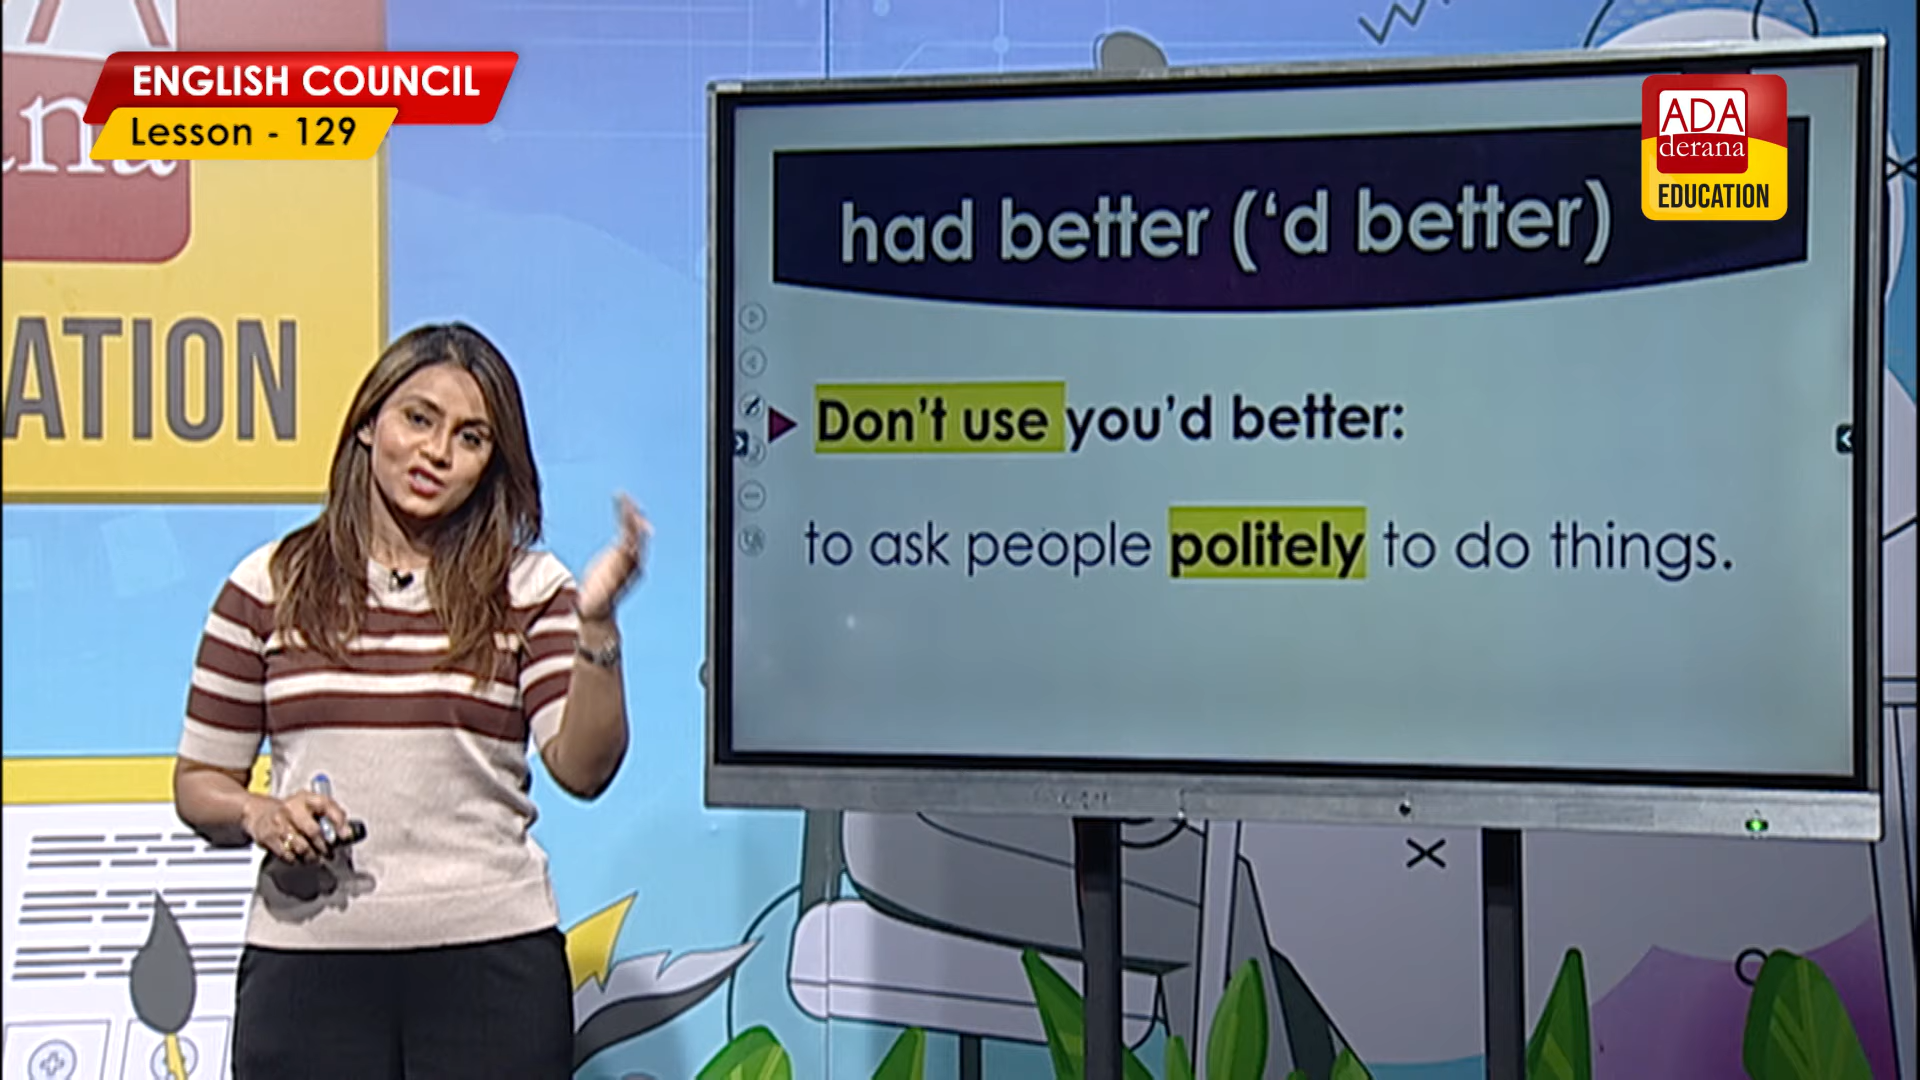 ENGLISH COUNCIL
Lesson - 129
ADA
derana
EDUCATION
ana
ATION
had better (‘d better)
Don't use you'd better:
to ask people politely to do things.